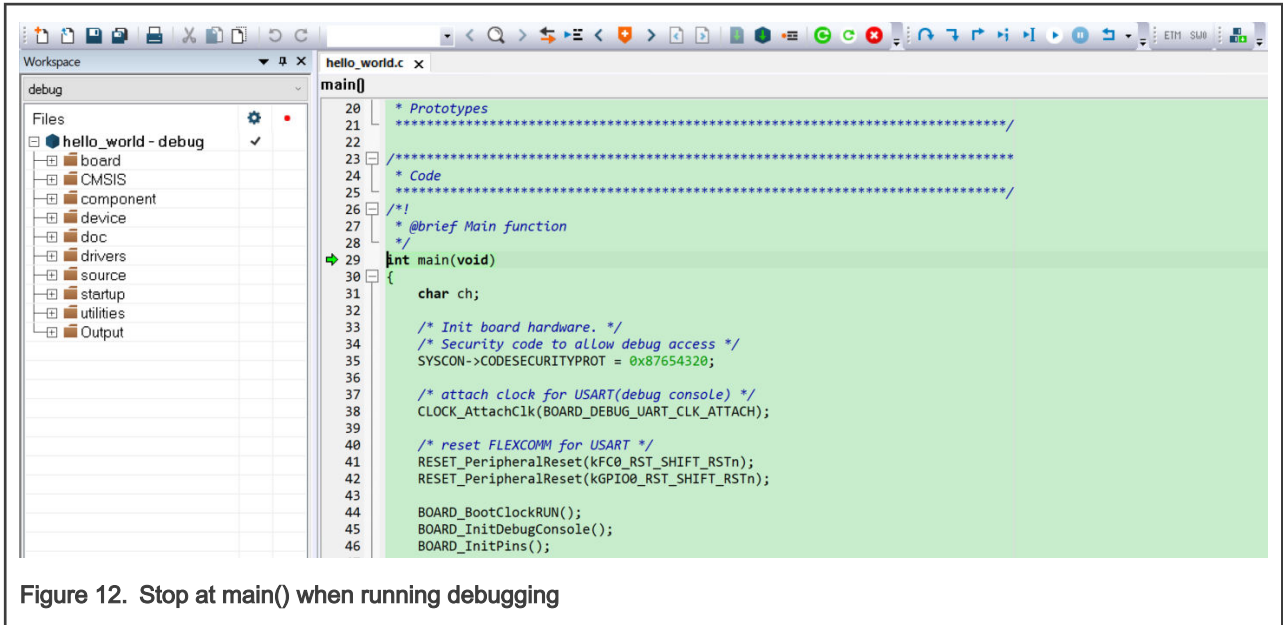 ETM SWO
Workspace
hello_world.c
debug
main()
Files
hello_world - debug
board
CMSIS
component
device
doc
drivers
source
startup
utilities
Output
20 * Prototypes
21 ******************************************************************************/
22
23 /*******************************************************************************
24 * Code
25 ******************************************************************************/
26 /*!
27 * @brief Main function
28 */
29 int main(void)
30 {
31 char ch;
32
33 /* Init board hardware. */
34 /* Security code to allow debug access */
35 SYSCON->CODESECURITYPROT = 0x87654320;
36
37 /* attach clock for USART(debug console) */
38 CLOCK_AttachClk(BOARD_DEBUG_UART_CLK_ATTACH);
39
40 /* reset FLEXCOMM for USART */
41 RESET_PeripheralReset(kFC0_RST_SHIFT_RSTn);
42 RESET_PeripheralReset(kGPIO0_RST_SHIFT_RSTn);
43
44 BOARD_BootClockRUN();
45 BOARD_InitDebugConsole();
46 BOARD_InitPins();
Figure 12. Stop at main() when running debugging